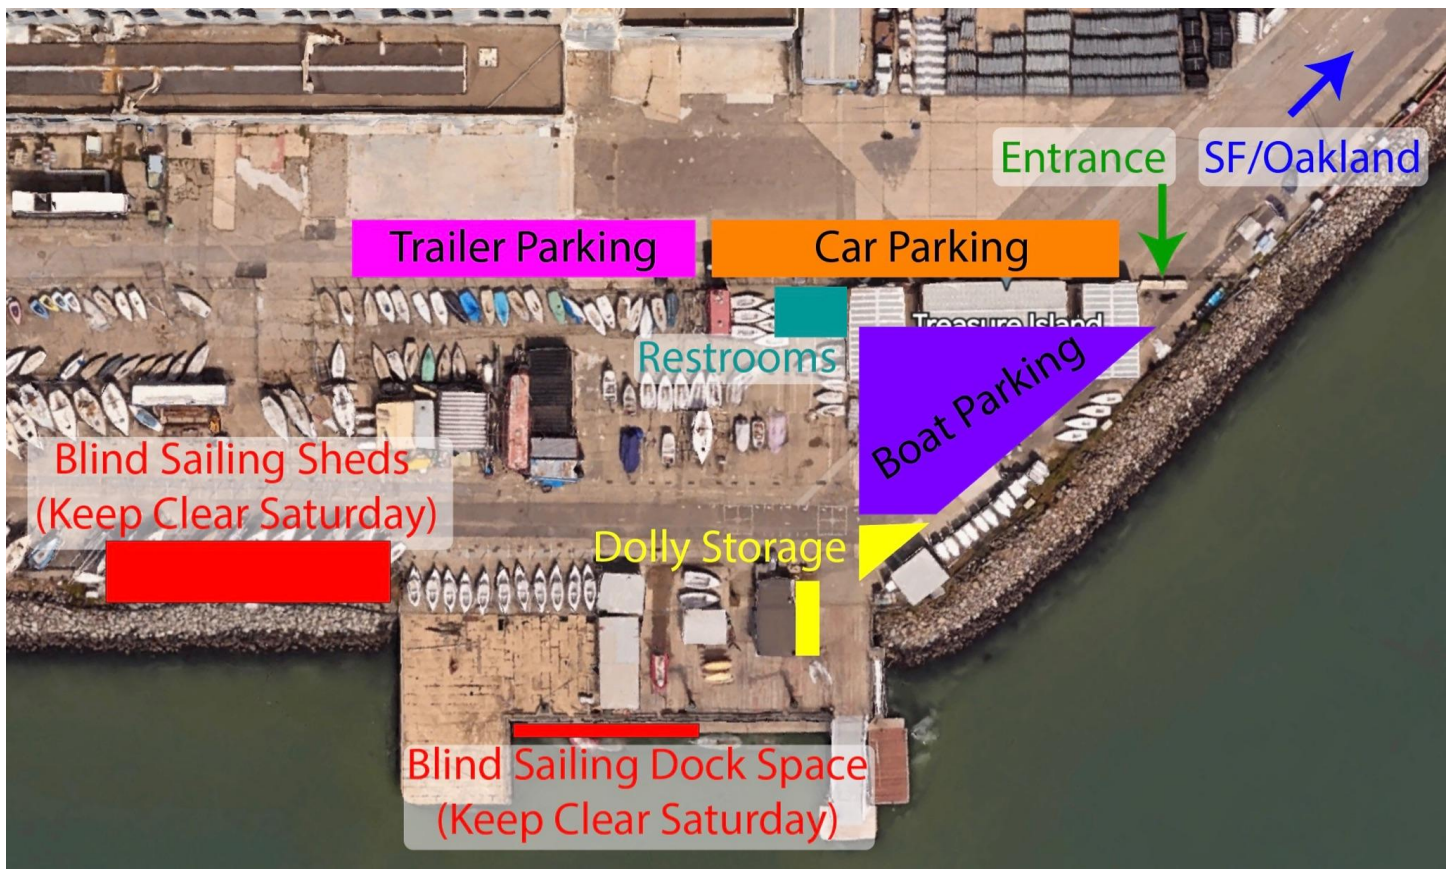 Entrance
SF/Oakland
Trailer Parking
Car Parking
Treasure Island
Restrooms
Boat Parking
Blind Sailing Sheds
(Keep Clear Saturday)
Dolly Storage
Blind Sailing Dock Space
(Keep Clear Saturday)